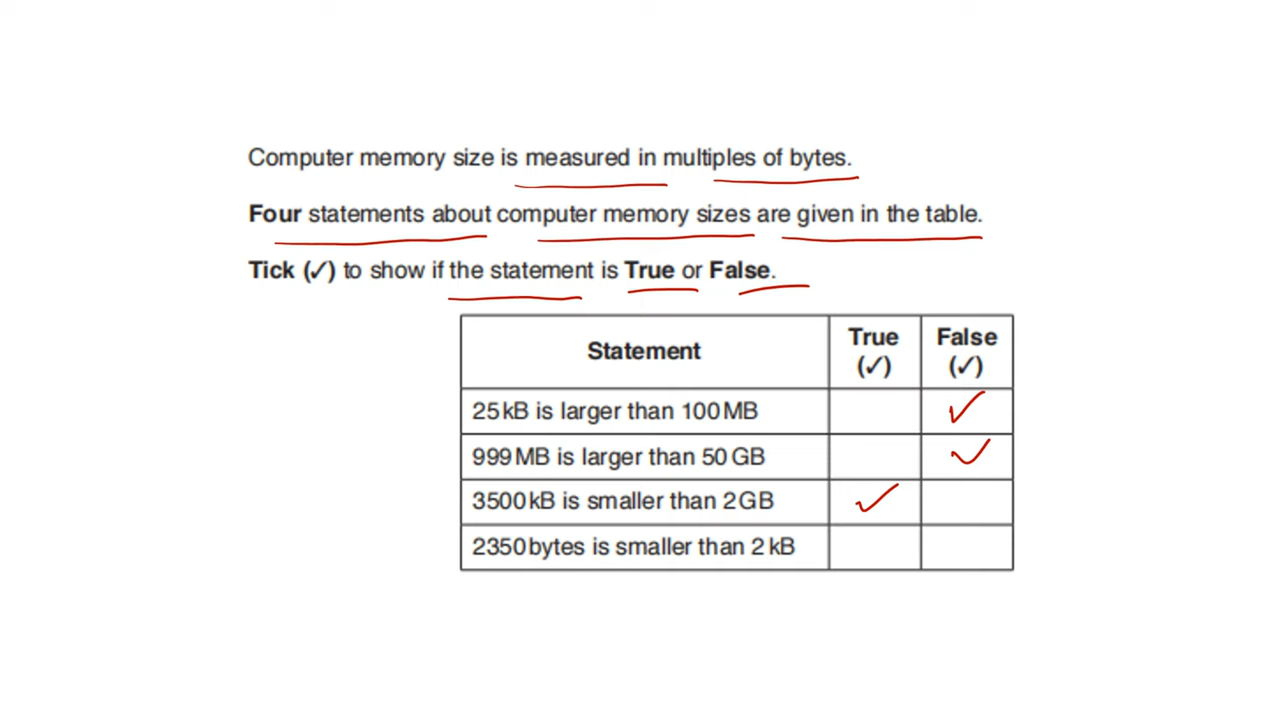 Computer memory size is measured in multiples of bytes.
Four statements about computer memory sizes are given in the table.
Tick (✓) to show if the statement is True or False.
Statement True (✓) False (✓)
25 kB is larger than 100 MB ✓
999 MB is larger than 50 GB ✓
3500 kB is smaller than 2 GB ✓
2350 bytes is smaller than 2 kB